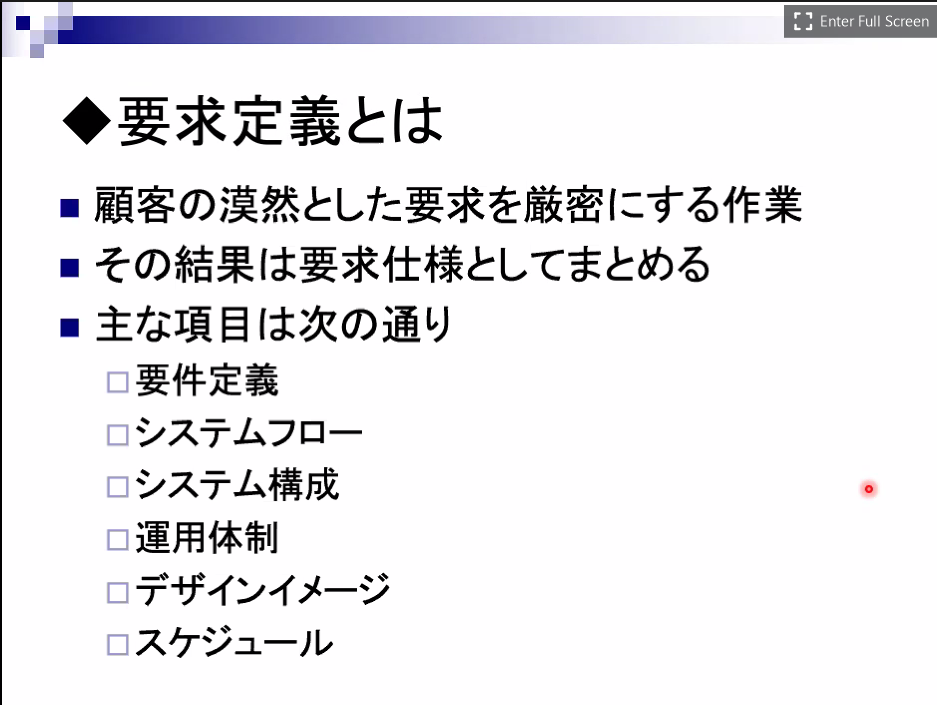 Enter Full Screen
◆要求定義とは
■ 顧客の漠然とした要求を厳密にする作業
■ その結果は要求仕様としてまとめる
■ 主な項目は次の通り
□ 要件定義
□ システムフロー
□ システム構成
□ 運用体制
□ デザインイメージ
□ スケジュール